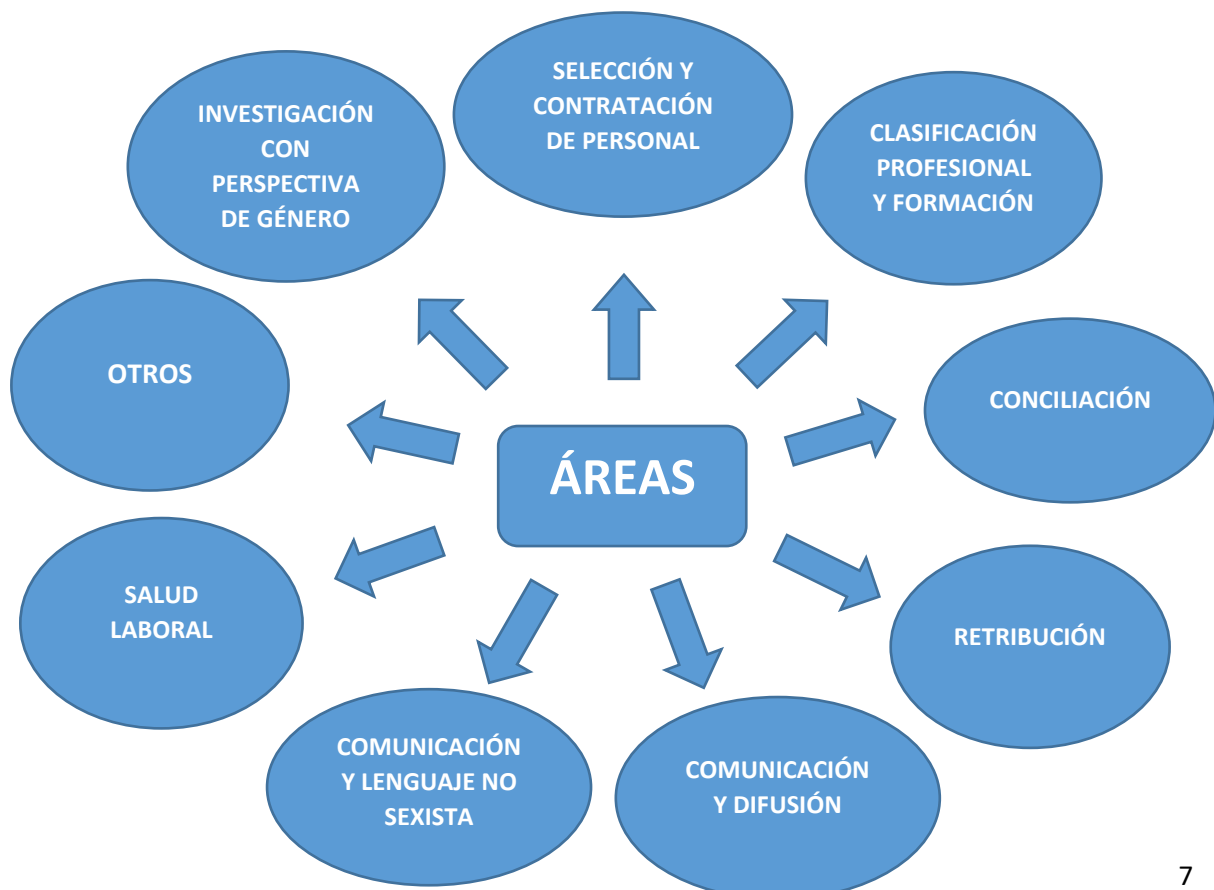 SELECCIÓN Y
CONTRATACIÓN
DE PERSONAL
INVESTIGACIÓN
CON
PERSPECTIVA
DE GÉNERO
CLASIFICACIÓN
PROFESIONAL
Y FORMACIÓN
OTROS
CONCILIACIÓN
ÁREAS
SALUD
LABORAL
RETRIBUCIÓN
COMUNICACIÓN
Y LENGUAJE NO
SEXISTA
COMUNICACIÓN
Y DIFUSIÓN
7